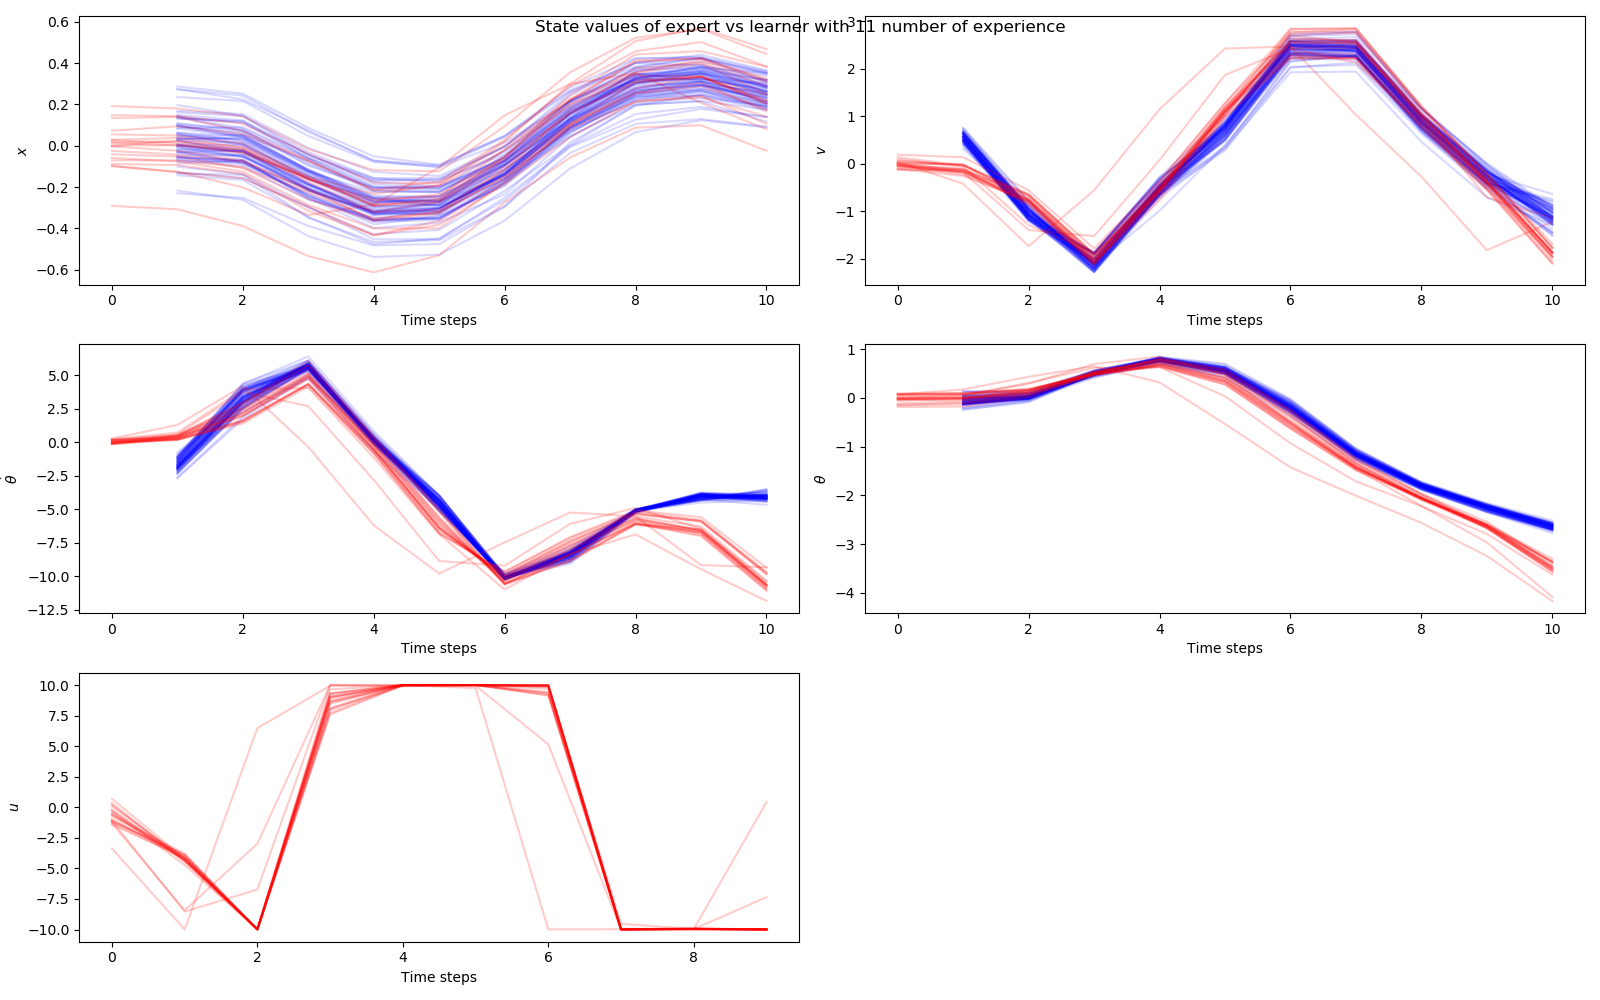 State values of expert vs learner with 11 number of experience
0.6
0.4
0.2
0.0
−0.2
−0.4
−0.6
x
0 2 4 6 8 10
Time steps
3
2
1
0
−1
−2
v
0 2 4 6 8 10
Time steps
5.0
2.5
0.0
−2.5
−5.0
−7.5
−10.0
−12.5
θ̇
0 2 4 6 8 10
Time steps
1
0
−1
−2
−3
−4
θ
0 2 4 6 8 10
Time steps
10.0
7.5
5.0
2.5
0.0
−2.5
−5.0
−7.5
−10.0
u
0 2 4 6 8
Time steps